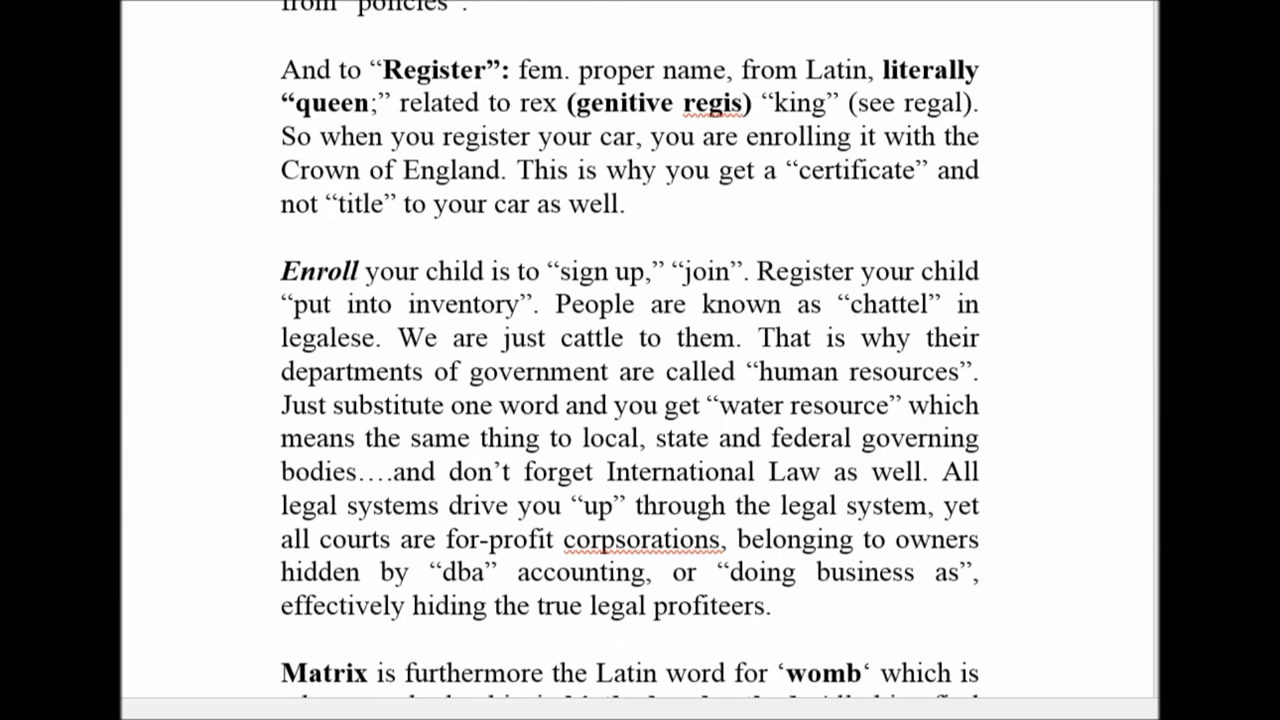 from "policies".
And to “Register”: fem. proper name, from Latin, literally
“queen;” related to rex (genitive regis) “king” (see regal).
So when you register your car, you are enrolling it with the
Crown of England. This is why you get a “certificate” and
not “title” to your car as well.
Enroll your child is to “sign up,” “join”. Register your child
“put into inventory”. People are known as “chattel” in
legalese. We are just cattle to them. That is why their
departments of government are called “human resources”.
Just substitute one word and you get “water resource” which
means the same thing to local, state and federal governing
bodies….and don’t forget International Law as well. All
legal systems drive you “up” through the legal system, yet
all courts are for-profit corpsorations, belonging to owners
hidden by “dba” accounting, or “doing business as”,
effectively hiding the true legal profiteers.
Matrix is furthermore the Latin word for ‘womb‘ which is